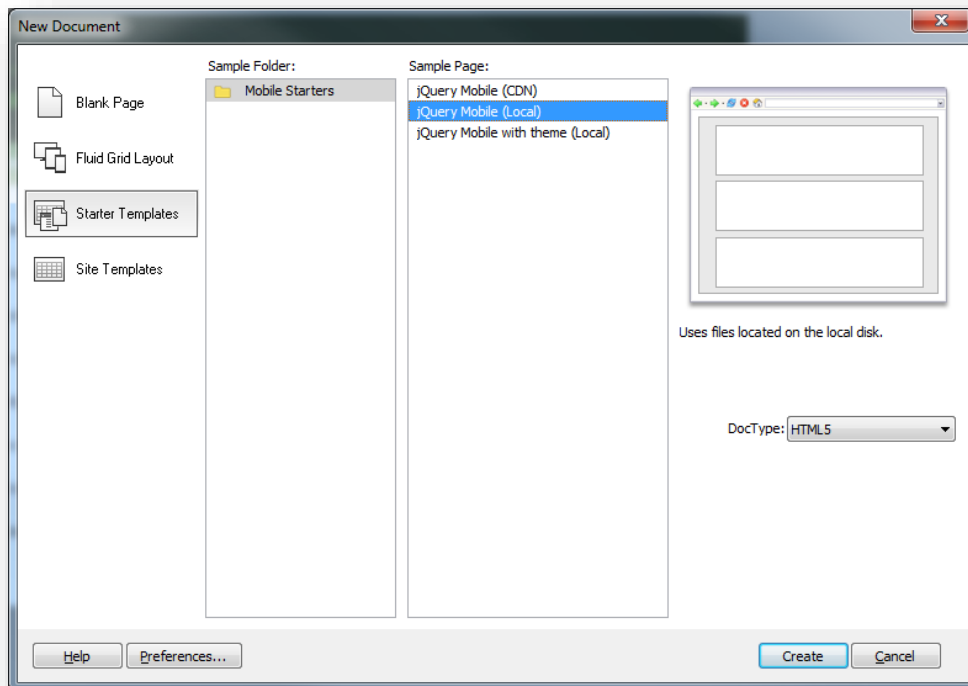 New Document
Blank Page
Fluid Grid Layout
Starter Templates
Site Templates
Sample Folder:
Mobile Starters
Sample Page:
jQuery Mobile (CDN)
jQuery Mobile (Local)
jQuery Mobile with theme (Local)
Uses files located on the local disk.
DocType: HTML5
Help Preferences... Create Cancel